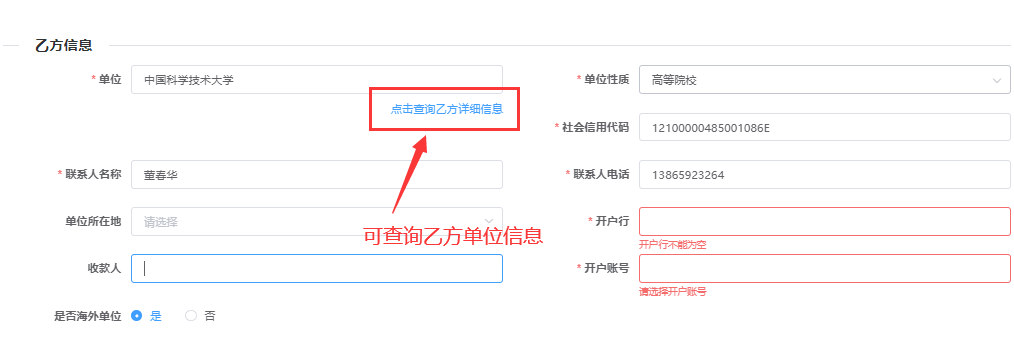 乙方信息
* 单位 中国科学技术大学 * 单位性质 高等院校
点击查询乙方详细信息
* 社会信用代码 12100000485001086E
* 联系人名称 董春华 * 联系人电话 13865923264
单位所在地 请选择 * 开户行
可查询乙方单位信息
开户行不能为空
收款人 * 开户账号
请选择开户账号
是否海外单位 是 否